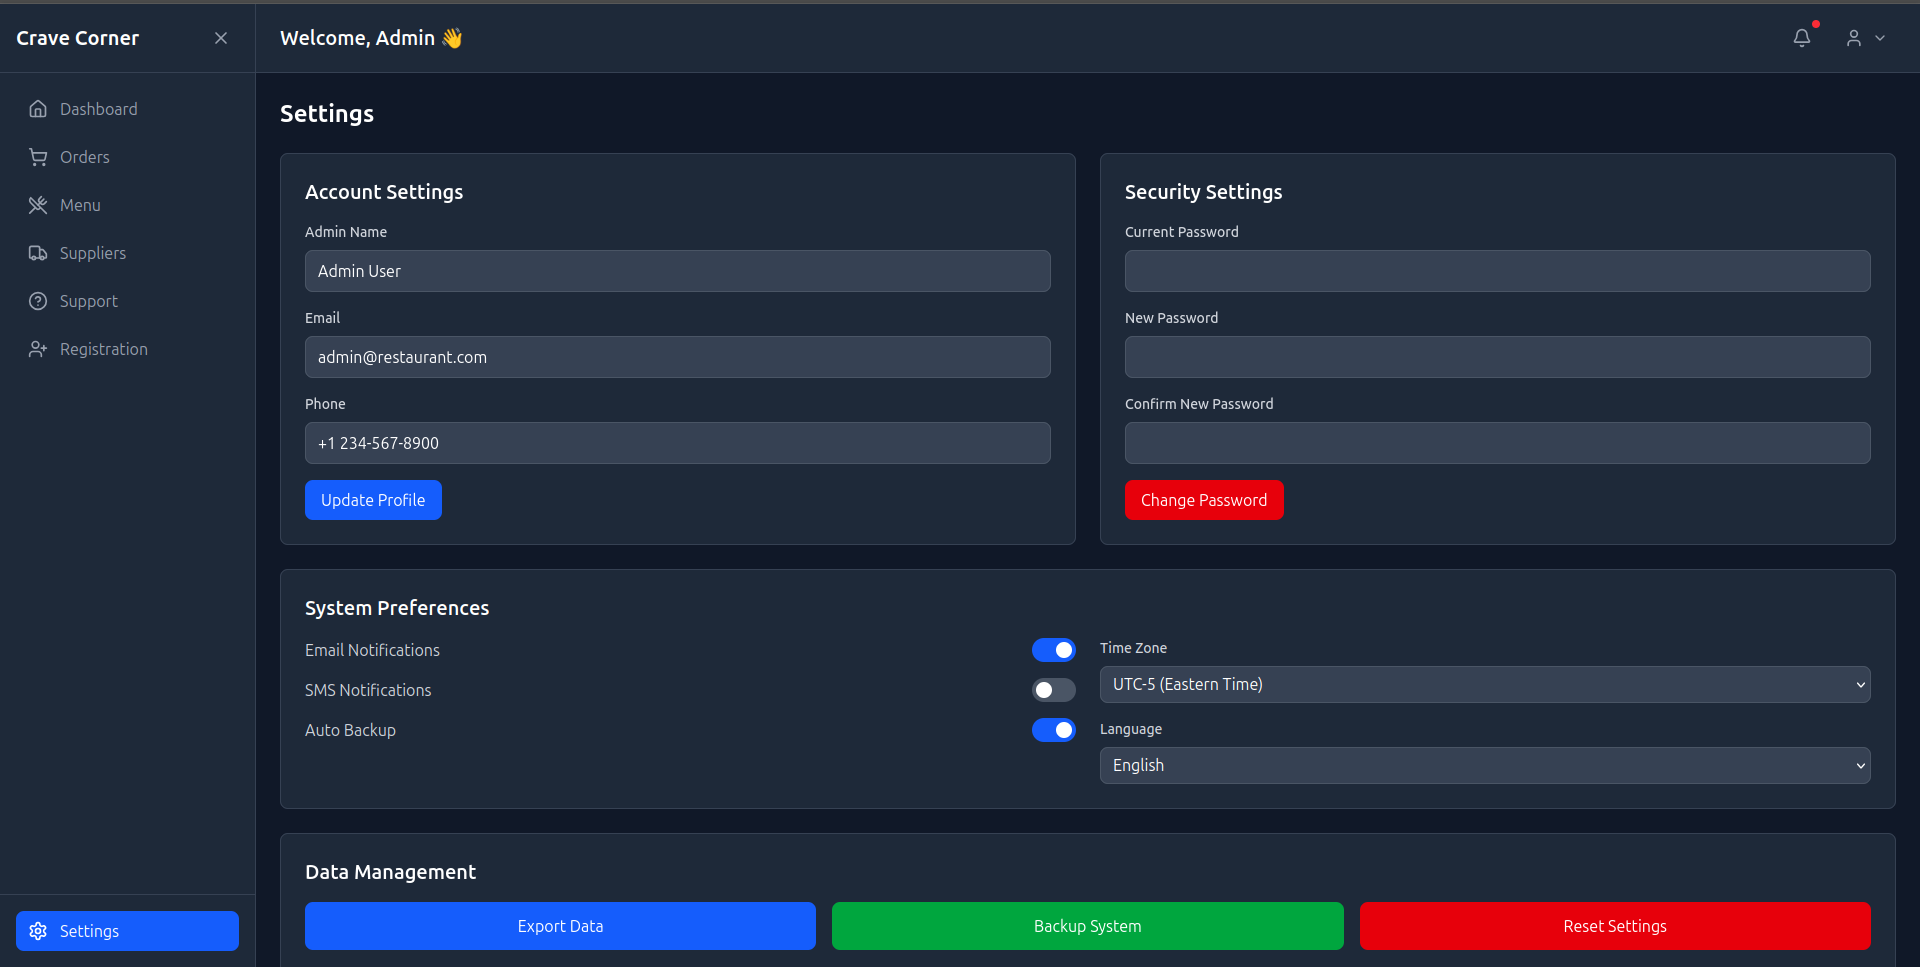 Crave Corner
Welcome, Admin 👋
Dashboard
Orders
Menu
Suppliers
Support
Registration
Settings
Settings
Account Settings
Admin Name
Admin User
Email
admin@restaurant.com
Phone
+1 234-567-8900
Update Profile
Security Settings
Current Password
New Password
Confirm New Password
Change Password
System Preferences
Email Notifications
SMS Notifications
Auto Backup
Time Zone
UTC-5 (Eastern Time)
Language
English
Data Management
Export Data
Backup System
Reset Settings